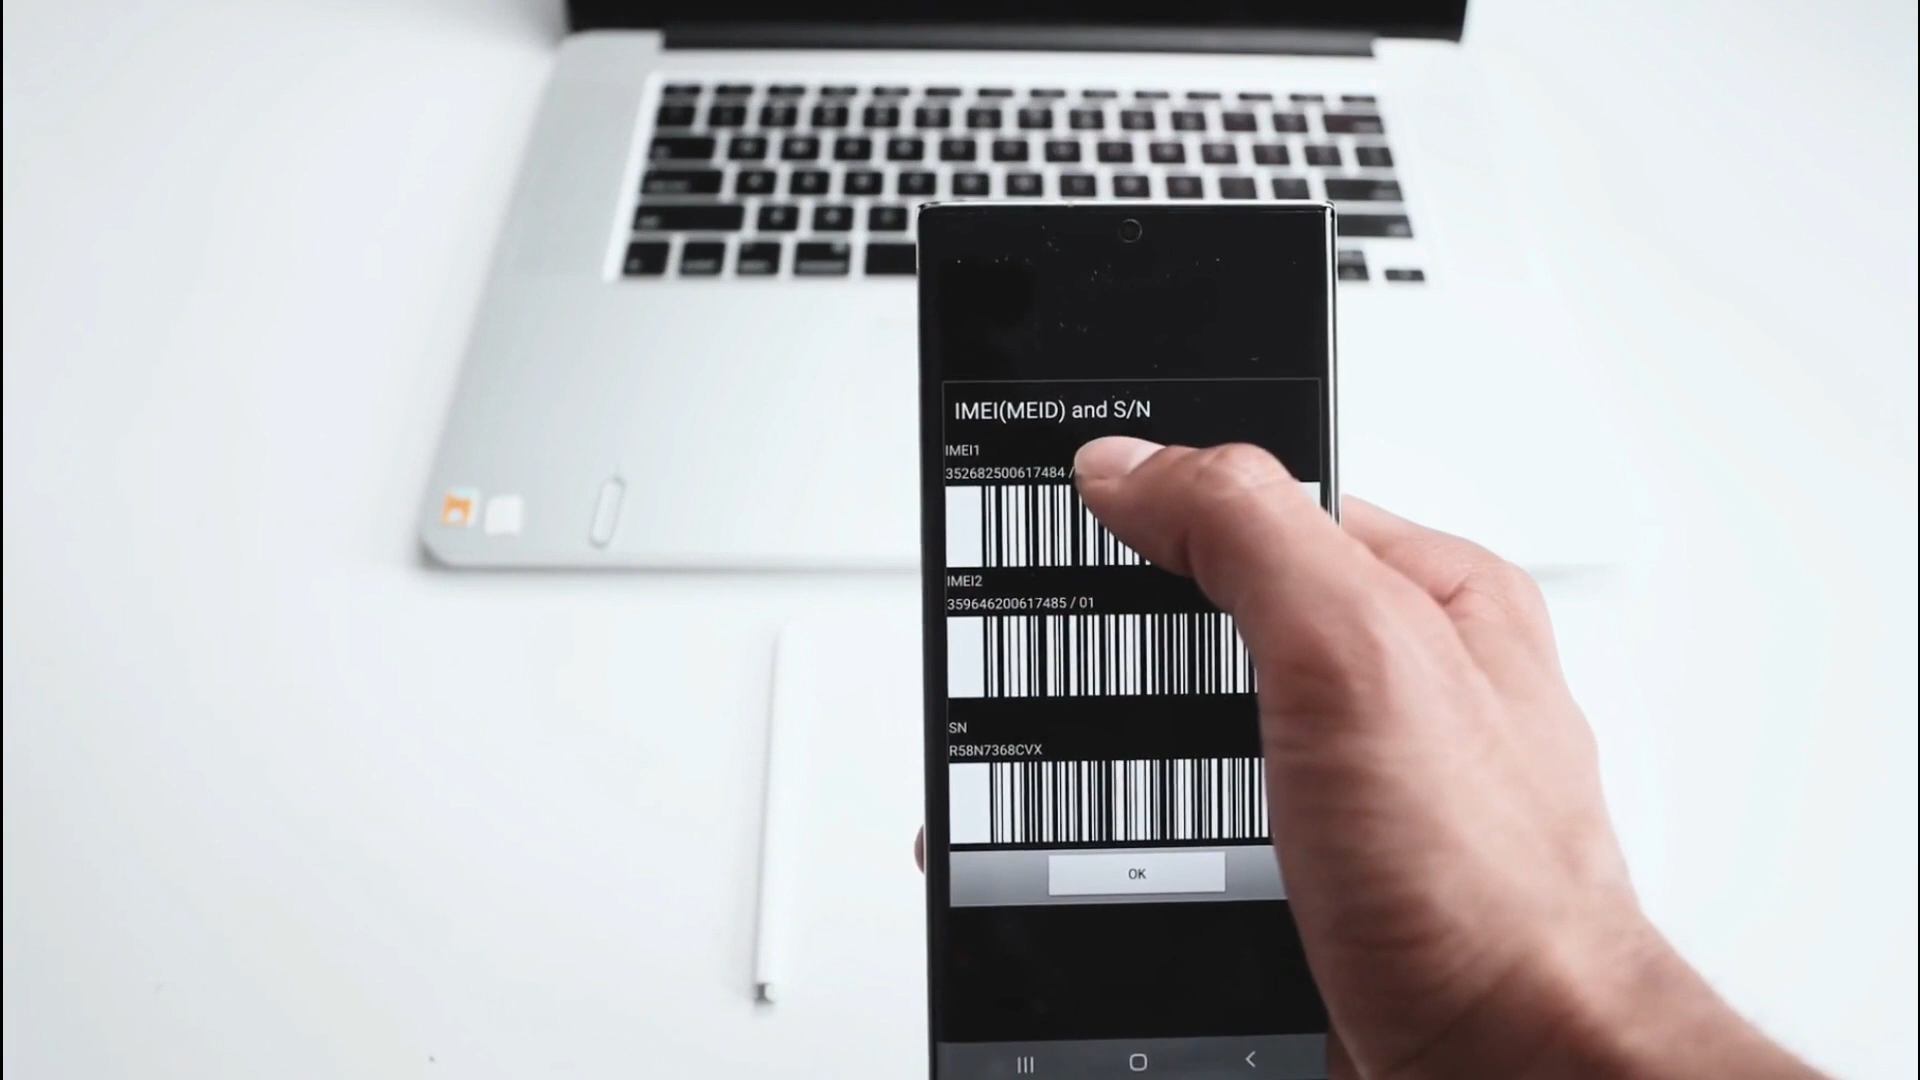 IMEI(MEID) and S/N
IMEI1
352682500617484 /
IMEI2
359646200617485 / 01
SN
R58N7368CVX
OK